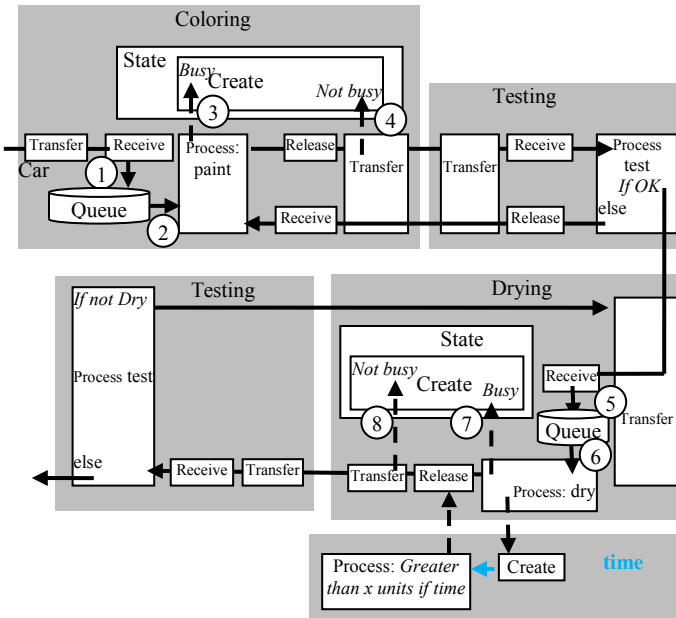 Coloring
State
Busy
Create
Not busy
3
4
Testing
Transfer
Receive
Process:
paint
Release
Transfer
Transfer
Receive
Process
test
If OK
else
Car
1
Queue
2
Receive
Release
Testing
Drying
If not Dry
State
Not busy
Create
Busy
Receive
5
8
7
Queue
Transfer
6
Process test
else
Receive
Transfer
Transfer
Release
Process: dry
Process: Greater
than x units if time
Create
time